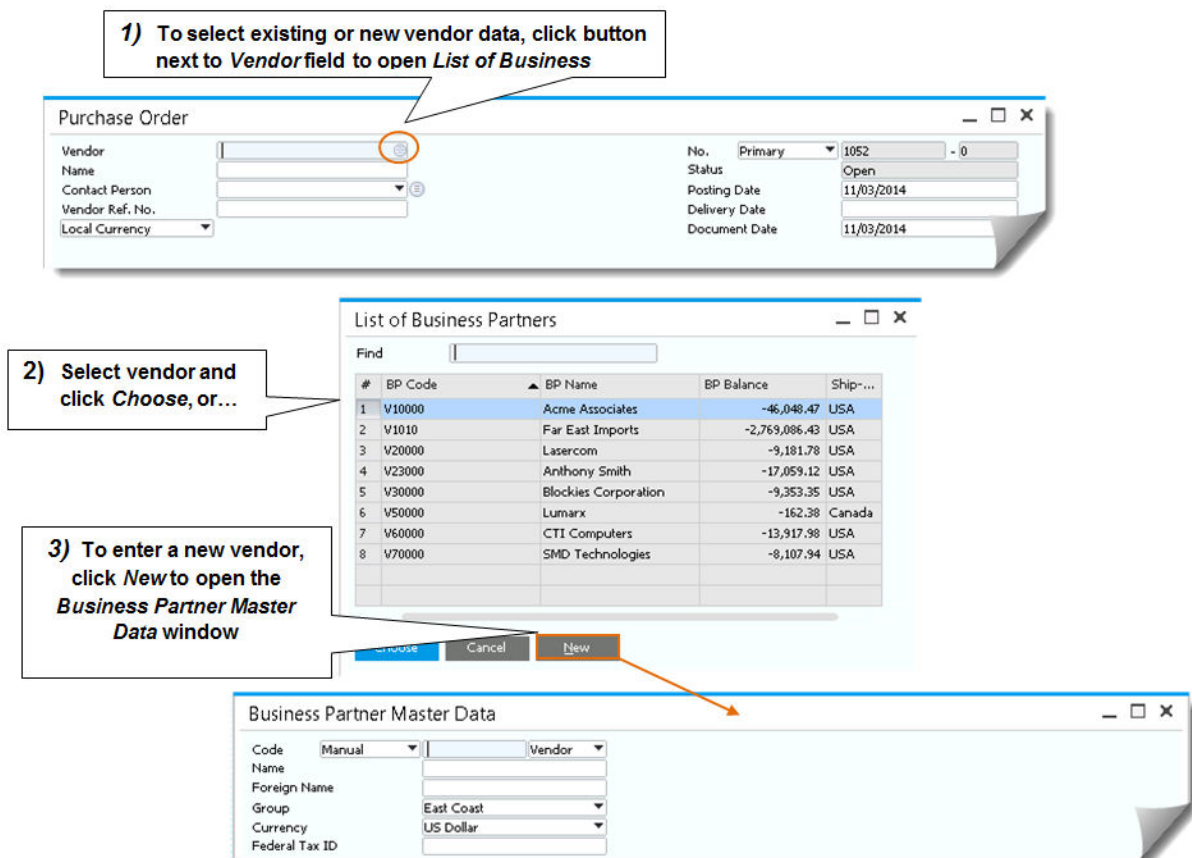 1) To select existing or new vendor data, click button
next to Vendor field to open List of Business
Purchase Order
Vendor
Name
Contact Person
Vendor Ref. No.
Local Currency
No. Primary 1052 - 0
Status Open
Posting Date 11/03/2014
Delivery Date
Document Date 11/03/2014
2) Select vendor and
click Choose, or…
List of Business Partners
Find
# BP Code BP Name BP Balance Ship-...
1 V10000 Acme Associates -46,048.47 USA
2 V1010 Far East Imports -2,769,086.43 USA
3 V20000 Lasercom -9,181.78 USA
4 V23000 Anthony Smith -17,059.12 USA
5 V30000 Blockies Corporation -9,353.35 USA
6 V50000 Lumarx -162.38 Canada
7 V60000 CTI Computers -13,917.98 USA
8 V70000 SMD Technologies -8,107.94 USA
3) To enter a new vendor,
click New to open the
Business Partner Master
Data window
Choose Cancel New
Business Partner Master Data
Code Manual Vendor
Name
Foreign Name
Group East Coast
Currency US Dollar
Federal Tax ID